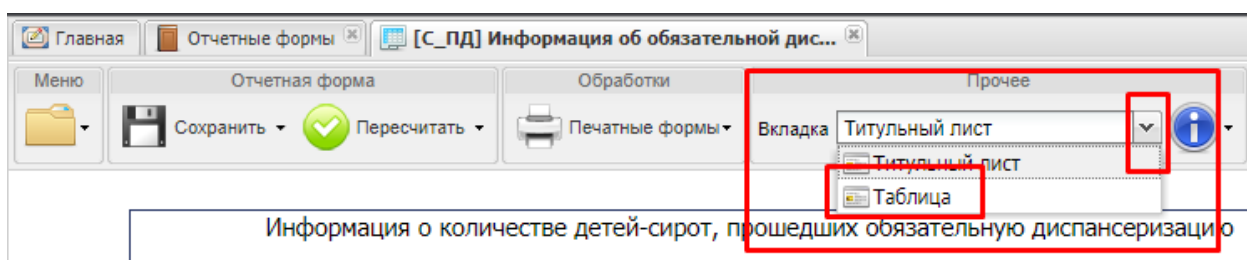 Главная Отчетные формы [С_ПД] Информация об обязательной дис...
Меню Отчетная форма Обработки Прочее
Сохранить Пересчитать Печатные формы Вкладка Титульный лист
Титульный лист
Таблица
Информация о количестве детей-сирот, прошедших обязательную диспансеризацию